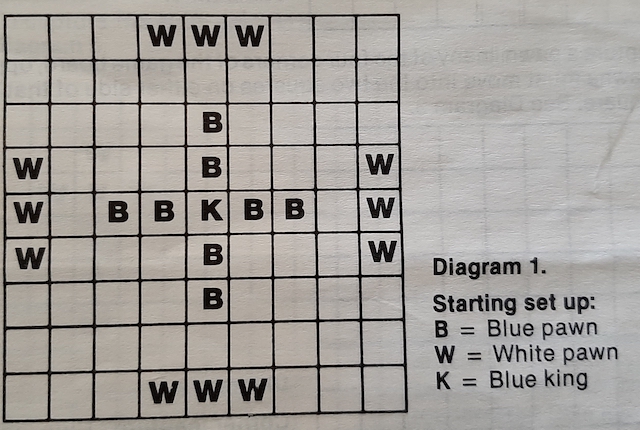 W W W
B
W B W
W B B K B B W
W B W
B
W W W
Diagram 1.
Starting set up:
B = Blue pawn
W = White pawn
K = Blue king